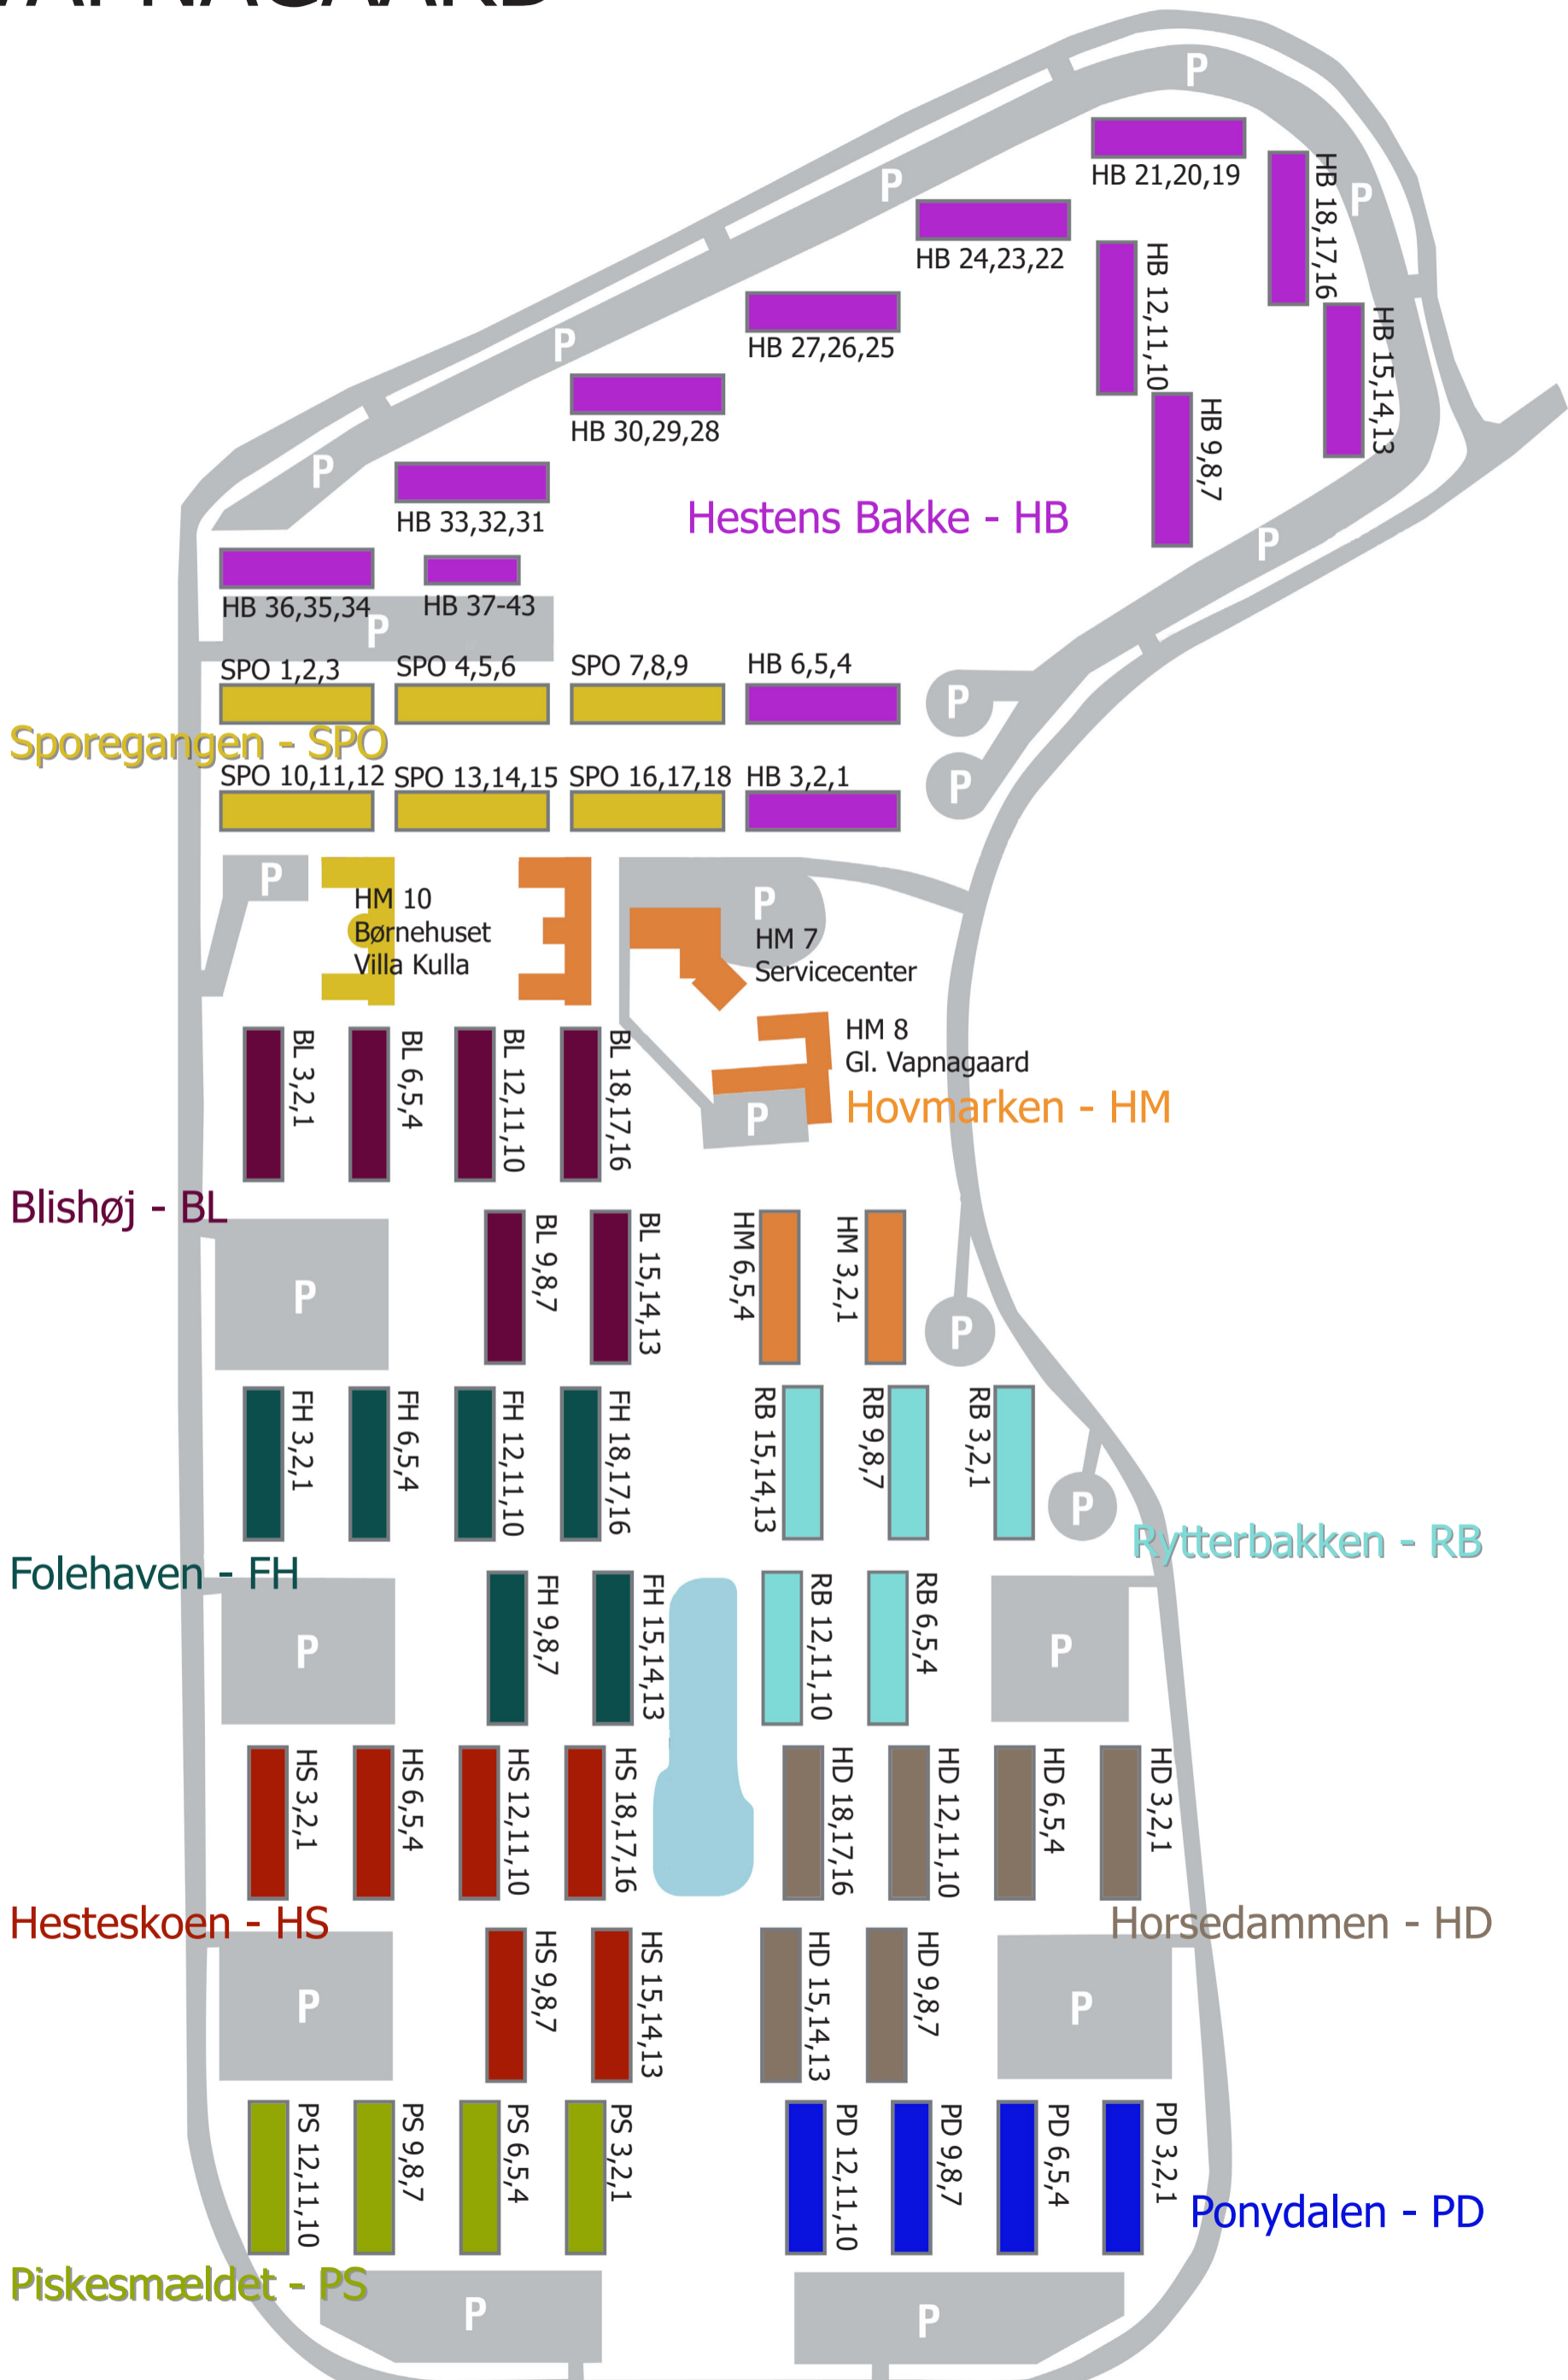 VAPNAGAARD
P
HB 21,20,19
HB 18,17,16
P
P
HB 24,23,22
HB 12,11,10
HB 27,26,25
HB 15,14,13
P
HB 30,29,28
HB 9,8,7
P
HB 33,32,31
Hestens Bakke - HB
P
HB 36,35,34
HB 37-43
P
SPO 1,2,3
SPO 4,5,6
SPO 7,8,9
HB 6,5,4
P
Sporegangen - SPO
SPO 10,11,12
SPO 13,14,15
SPO 16,17,18
HB 3,2,1
P
P
HM 10
Børnehuset
Villa Kulla
P
HM 7
Servicecenter
HM 8
Gl. Vapnagaard
BL 3,2,1
BL 6,5,4
BL 12,11,10
BL 18,17,16
P
Hovmarken - HM
Blishøj - BL
P
BL 9,8,7
BL 15,14,13
HM 6,5,4
HM 3,2,1
P
FH 3,2,1
FH 6,5,4
FH 12,11,10
FH 18,17,16
RB 15,14,13
RB 9,8,7
RB 3,2,1
P
Rytterbakken - RB
Folehaven - FH
P
FH 9,8,7
FH 15,14,13
RB 12,11,10
RB 6,5,4
P
HS 3,2,1
HS 6,5,4
HS 12,11,10
HS 18,17,16
HD 18,17,16
HD 12,11,10
HD 6,5,4
HD 3,2,1
Hesteskoen - HS
Horsedammen - HD
P
HS 9,8,7
HS 15,14,13
HD 15,14,13
HD 9,8,7
P
PS 12,11,10
PS 9,8,7
PS 6,5,4
PS 3,2,1
PD 12,11,10
PD 9,8,7
PD 6,5,4
PD 3,2,1
Ponydalen - PD
Piskesmældet - PS
P
P